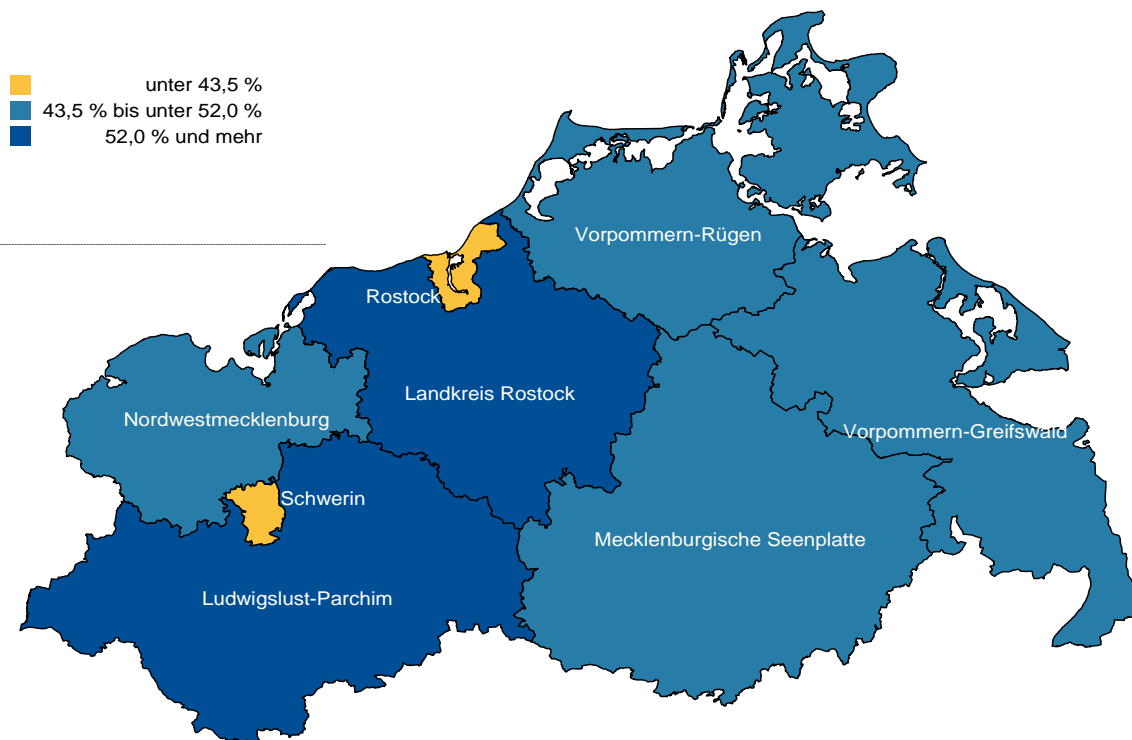 unter 43,5 %
43,5 % bis unter 52,0 %
52,0 % und mehr
Vorpommern-Rügen
Rostock
Landkreis Rostock
Nordwestmecklenburg
Vorpommern-Greifswald
Schwerin
Mecklenburgische Seenplatte
Ludwigslust-Parchim